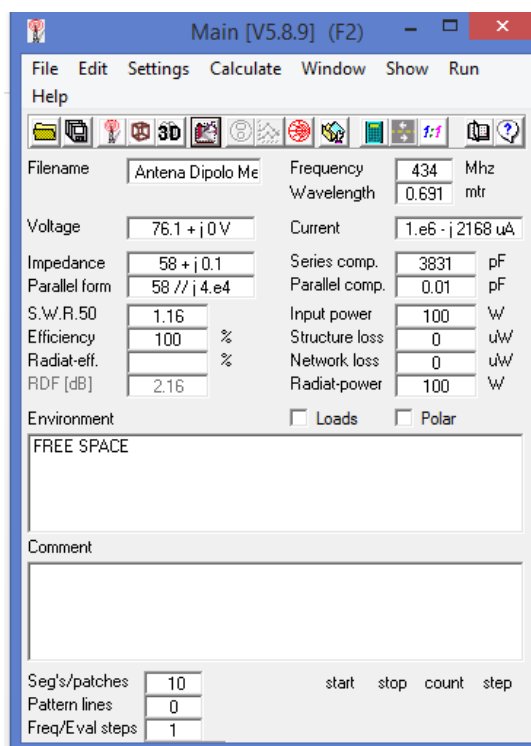 Main [V5.8.9] (F2)
File Edit Settings Calculate Window Show Run
Help
3D 1:1
Filename Antena Dipolo Me Frequency 434 Mhz
Wavelength 0.691 mtr
Voltage 76.1 + j 0 V Current 1.e6 - j 2168 uA
Impedance 58 + j 0.1 Series comp. 3831 pF
Parallel form 58 // j 4.e4 Parallel comp. 0.01 pF
S.W.R.50 1.16 Input power 100 W
Efficiency 100 % Structure loss 0 uW
Radiat-eff. % Network loss 0 uW
RDF [dB] 2.16 Radiat-power 100 W
Environment Loads Polar
FREE SPACE
Comment
Seg's/patches 10 start stop count step
Pattern lines 0
Freq/Eval steps 1